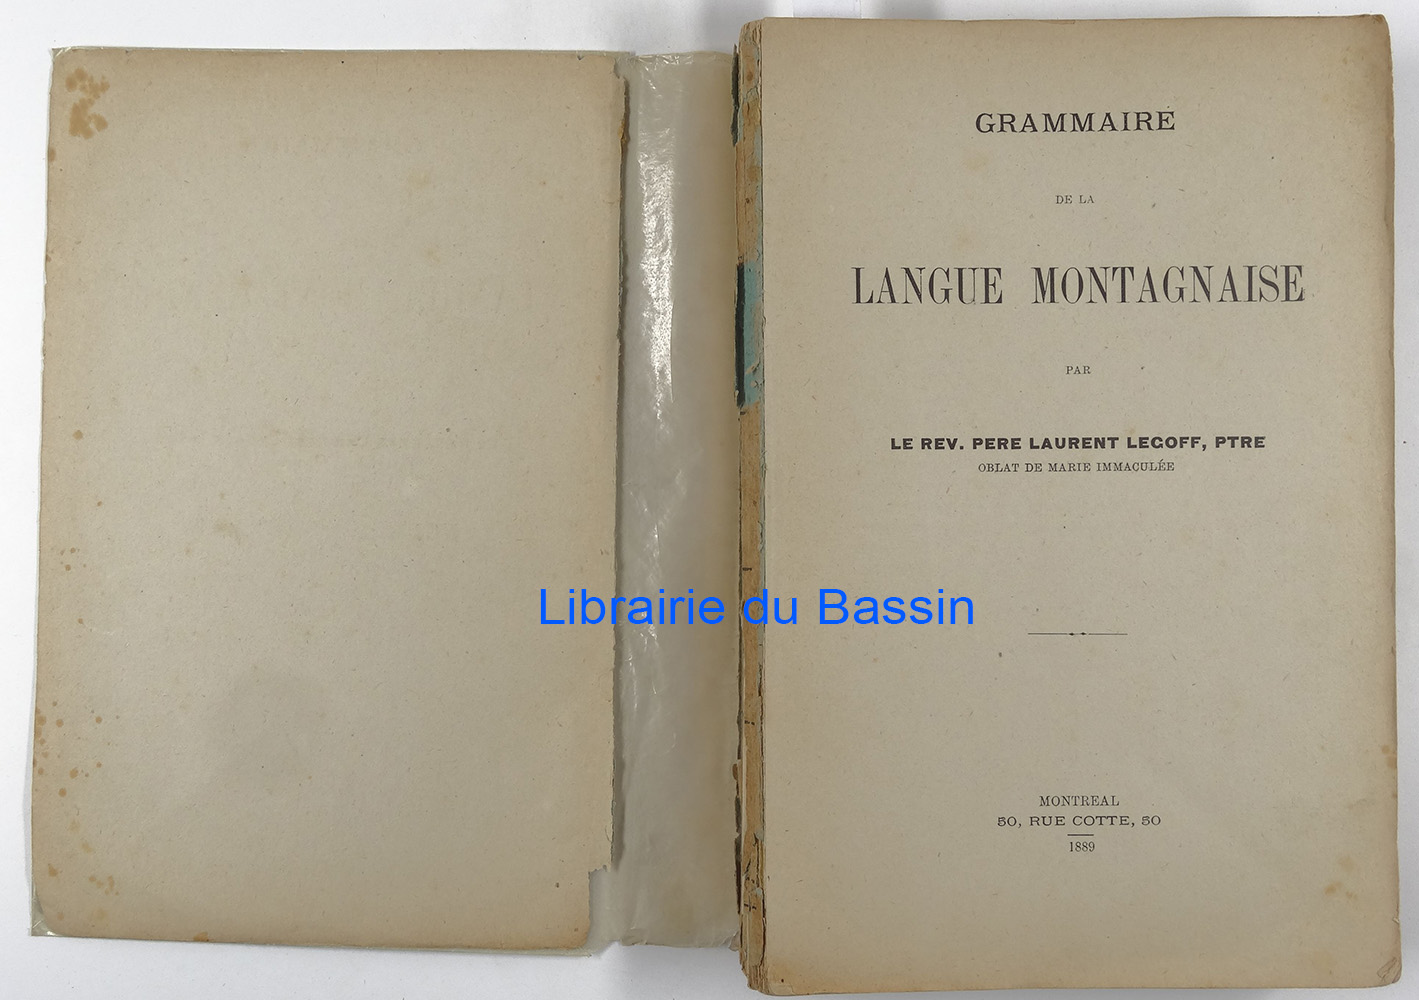 GRAMMAIRE
DE LA
LANGUE MONTAGNAISE
PAR
LE REV. PERE LAURENT LEGOFF, PTRE
OBLAT DE MARIE IMMACULÉE
Librairie du Bassin
MONTREAL
50, RUE COTTE, 50
1889